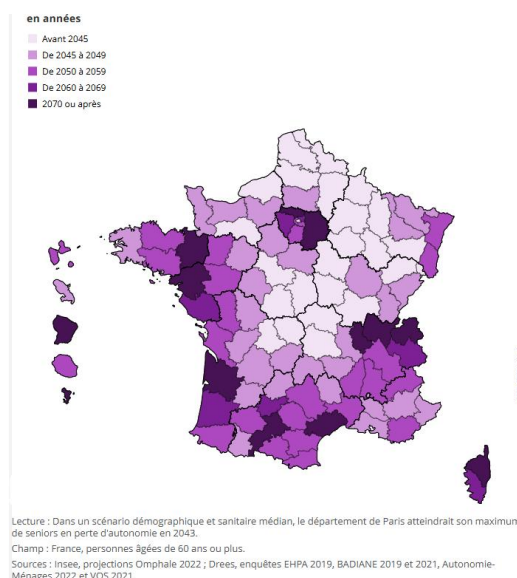 en années
Avant 2045
De 2045 à 2049
De 2050 à 2059
De 2060 à 2069
2070 ou après
Lecture : Dans un scénario démographique et sanitaire médian, le département de Paris atteindrait son maximum
de seniors en perte d'autonomie en 2043.
Champ : France, personnes âgées de 60 ans ou plus.
Sources : Insee, projections Omphale 2022 ; Drees, enquêtes EHPA 2019, BADIANE 2019 et 2021, Autonomie-
Ménages 2022 et VQS 2021